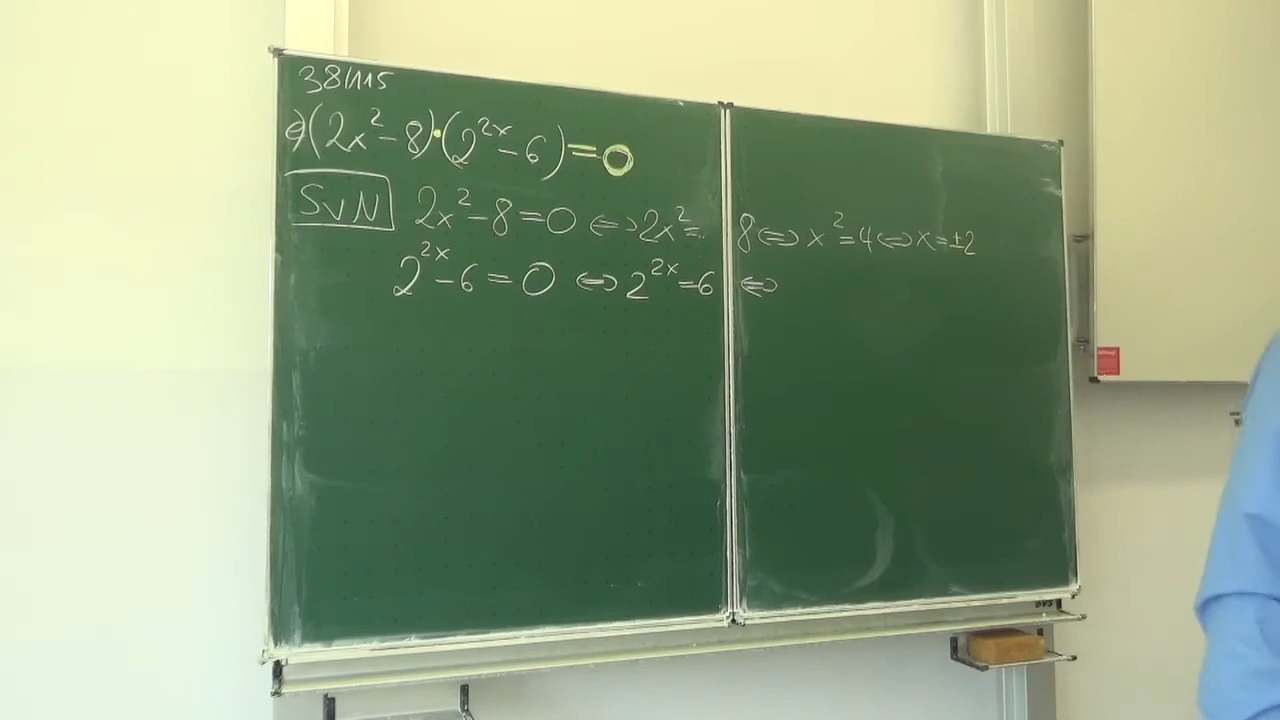 38/115
e) (2x² - 8) · (2^{2x} - 6) = 0
SvN 2x² - 8 = 0 ⇔ 2x² = 8 ⇔ x² = 4 ⇔ x = ±2
2^{2x} - 6 = 0 ⇔ 2^{2x} = 6 ⇔